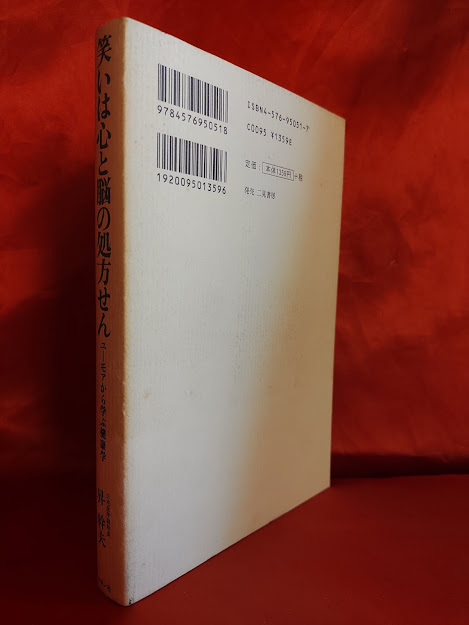 笑いは心と脳の処方せん
ユーモアから学ぶ健康学
昇 幹夫
9784576950518
1920095013596
ISBN4-576-95051-7
C0095 ¥1359E
定価：本体1359円+税
発売 二見書房